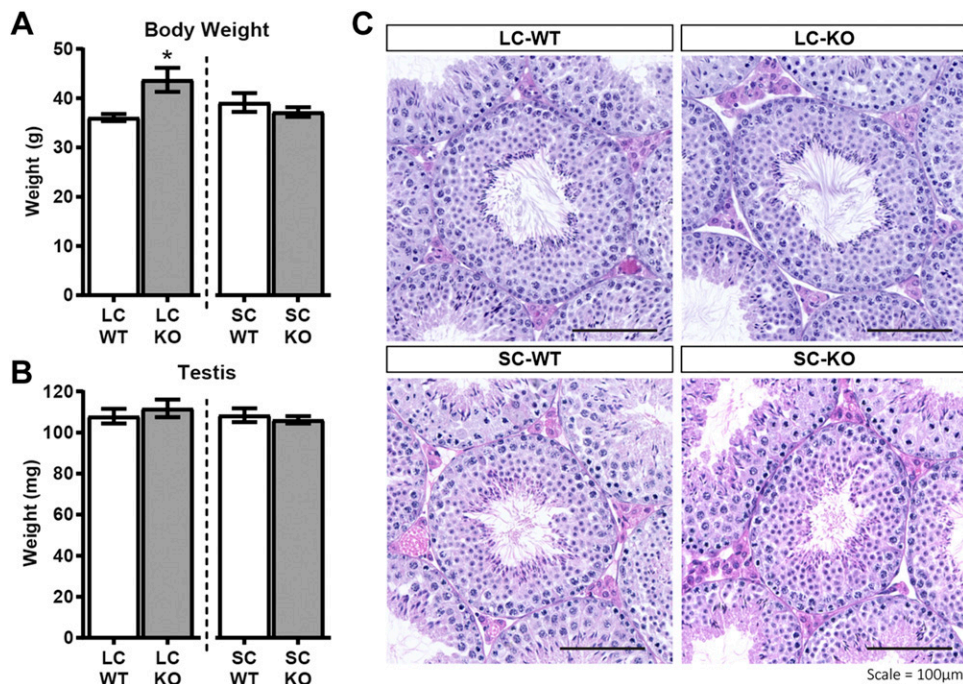 A
Body Weight
Weight (g)
50
40
30
20
10
0
*
LC WT
LC KO
SC WT
SC KO
B
Testis
Weight (mg)
120
100
80
60
40
20
0
LC WT
LC KO
SC WT
SC KO
C
LC-WT
LC-KO
SC-WT
SC-KO
Scale = 100µm